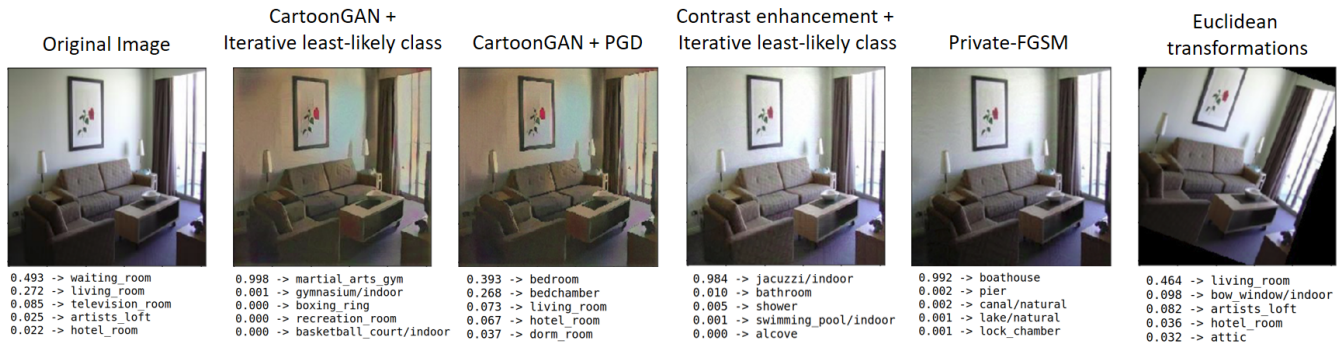 Original Image
0.493 -> waiting_room
0.272 -> living_room
0.085 -> television_room
0.025 -> artists_loft
0.022 -> hotel_room
CartoonGAN +
Iterative least-likely class
0.998 -> martial_arts_gym
0.001 -> gymnasium/indoor
0.000 -> boxing_ring
0.000 -> recreation_room
0.000 -> basketball_court/indoor
CartoonGAN + PGD
0.393 -> bedroom
0.268 -> bedchamber
0.073 -> living_room
0.067 -> hotel_room
0.037 -> dorm_room
Contrast enhancement +
Iterative least-likely class
0.984 -> jacuzzi/indoor
0.010 -> bathroom
0.005 -> shower
0.001 -> swimming_pool/indoor
0.000 -> alcove
Private-FGSM
0.992 -> boathouse
0.002 -> pier
0.002 -> canal/natural
0.001 -> lake/natural
0.001 -> lock_chamber
Euclidean
transformations
0.464 -> living_room
0.098 -> bow_window/indoor
0.082 -> artists_loft
0.036 -> hotel_room
0.032 -> attic